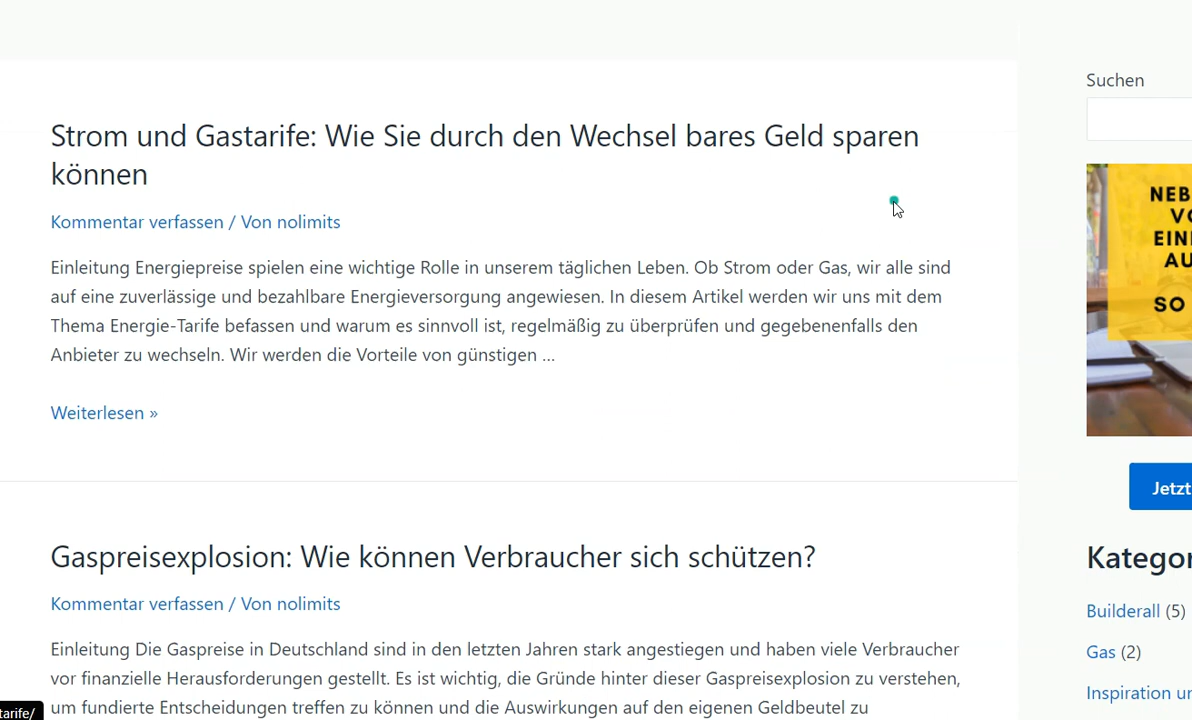 Strom und Gastarife: Wie Sie durch den Wechsel bares Geld sparen
können
Kommentar verfassen / Von nolimits
Einleitung Energiepreise spielen eine wichtige Rolle in unserem täglichen Leben. Ob Strom oder Gas, wir alle sind
auf eine zuverlässige und bezahlbare Energieversorgung angewiesen. In diesem Artikel werden wir uns mit dem
Thema Energie-Tarife befassen und warum es sinnvoll ist, regelmäßig zu überprüfen und gegebenenfalls den
Anbieter zu wechseln. Wir werden die Vorteile von günstigen ...
Weiterlesen »
Gaspreisexplosion: Wie können Verbraucher sich schützen?
Kommentar verfassen / Von nolimits
Einleitung Die Gaspreise in Deutschland sind in den letzten Jahren stark angestiegen und haben viele Verbraucher
vor finanzielle Herausforderungen gestellt. Es ist wichtig, die Gründe hinter dieser Gaspreisexplosion zu verstehen,
um fundierte Entscheidungen treffen zu können und die Auswirkungen auf den eigenen Geldbeutel zu
tarife/
Suchen
NEB
VO
EIN
AU
SO
Jetzt
Kategor
Builderall (5)
Gas (2)
Inspiration un